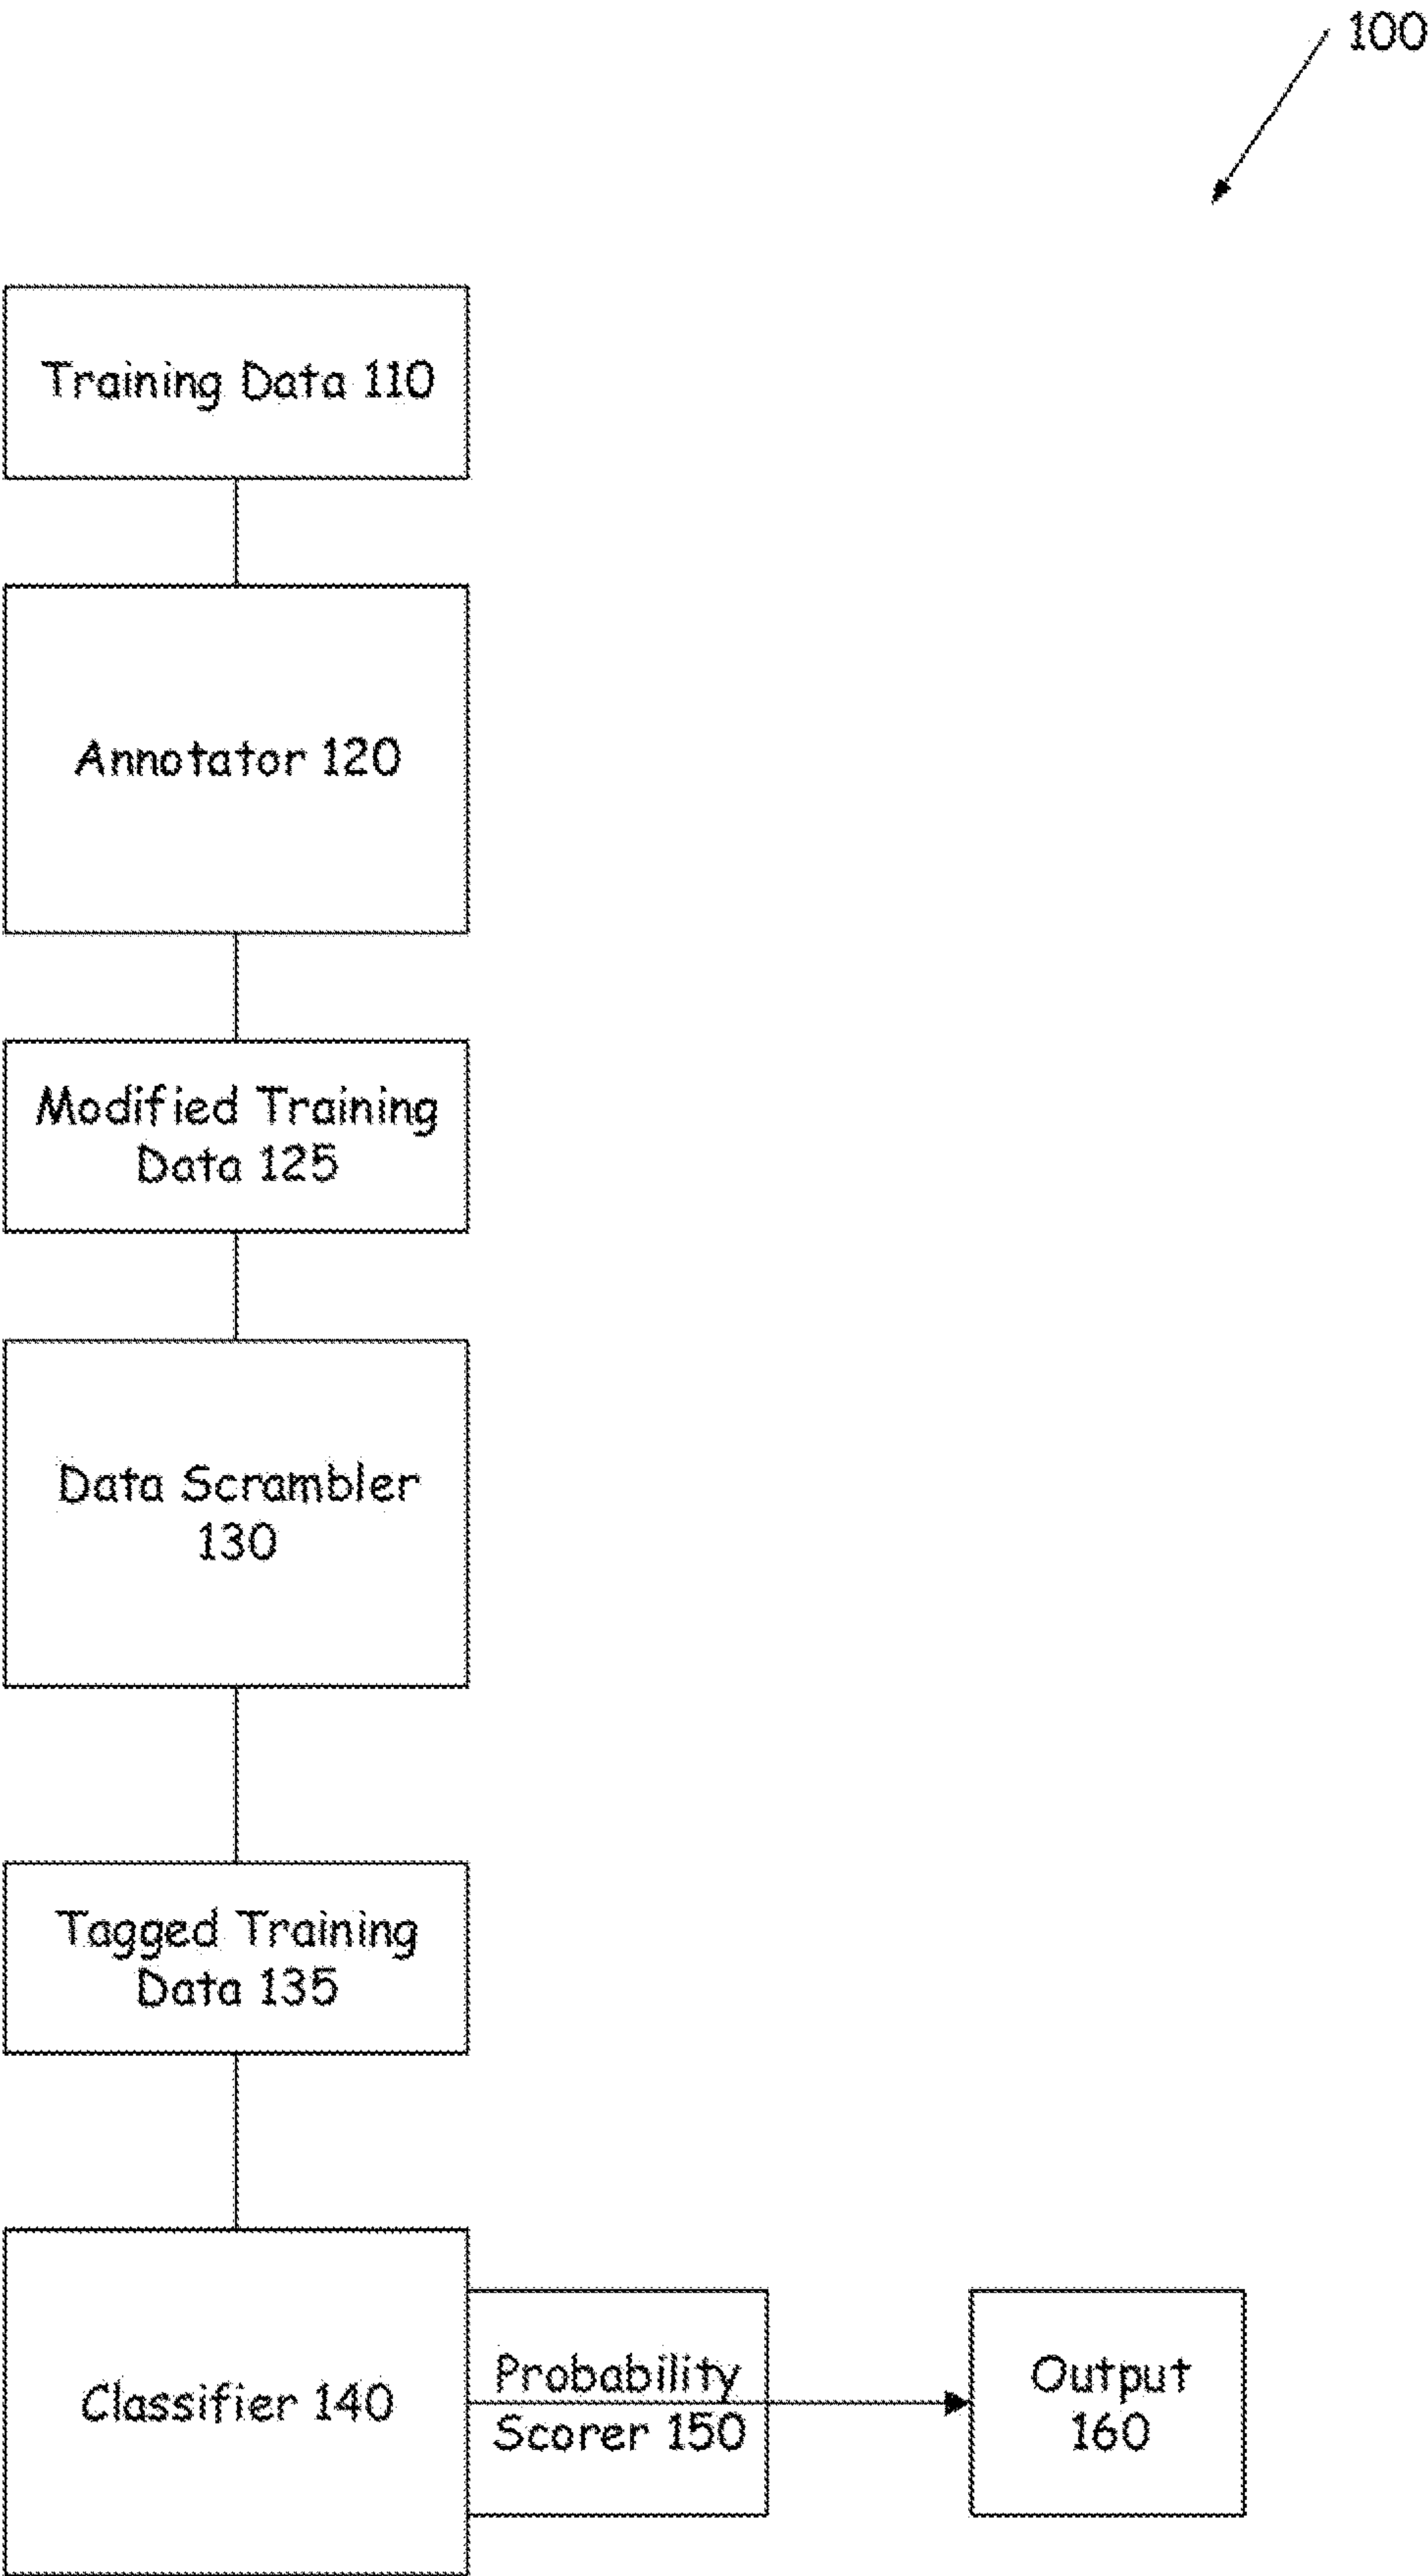 100
Training Data 110
Annotator 120
Modified Training
Data 125
Data Scrambler
130
Tagged Training
Data 135
Classifier 140
Probability
Scorer 150
Output
160